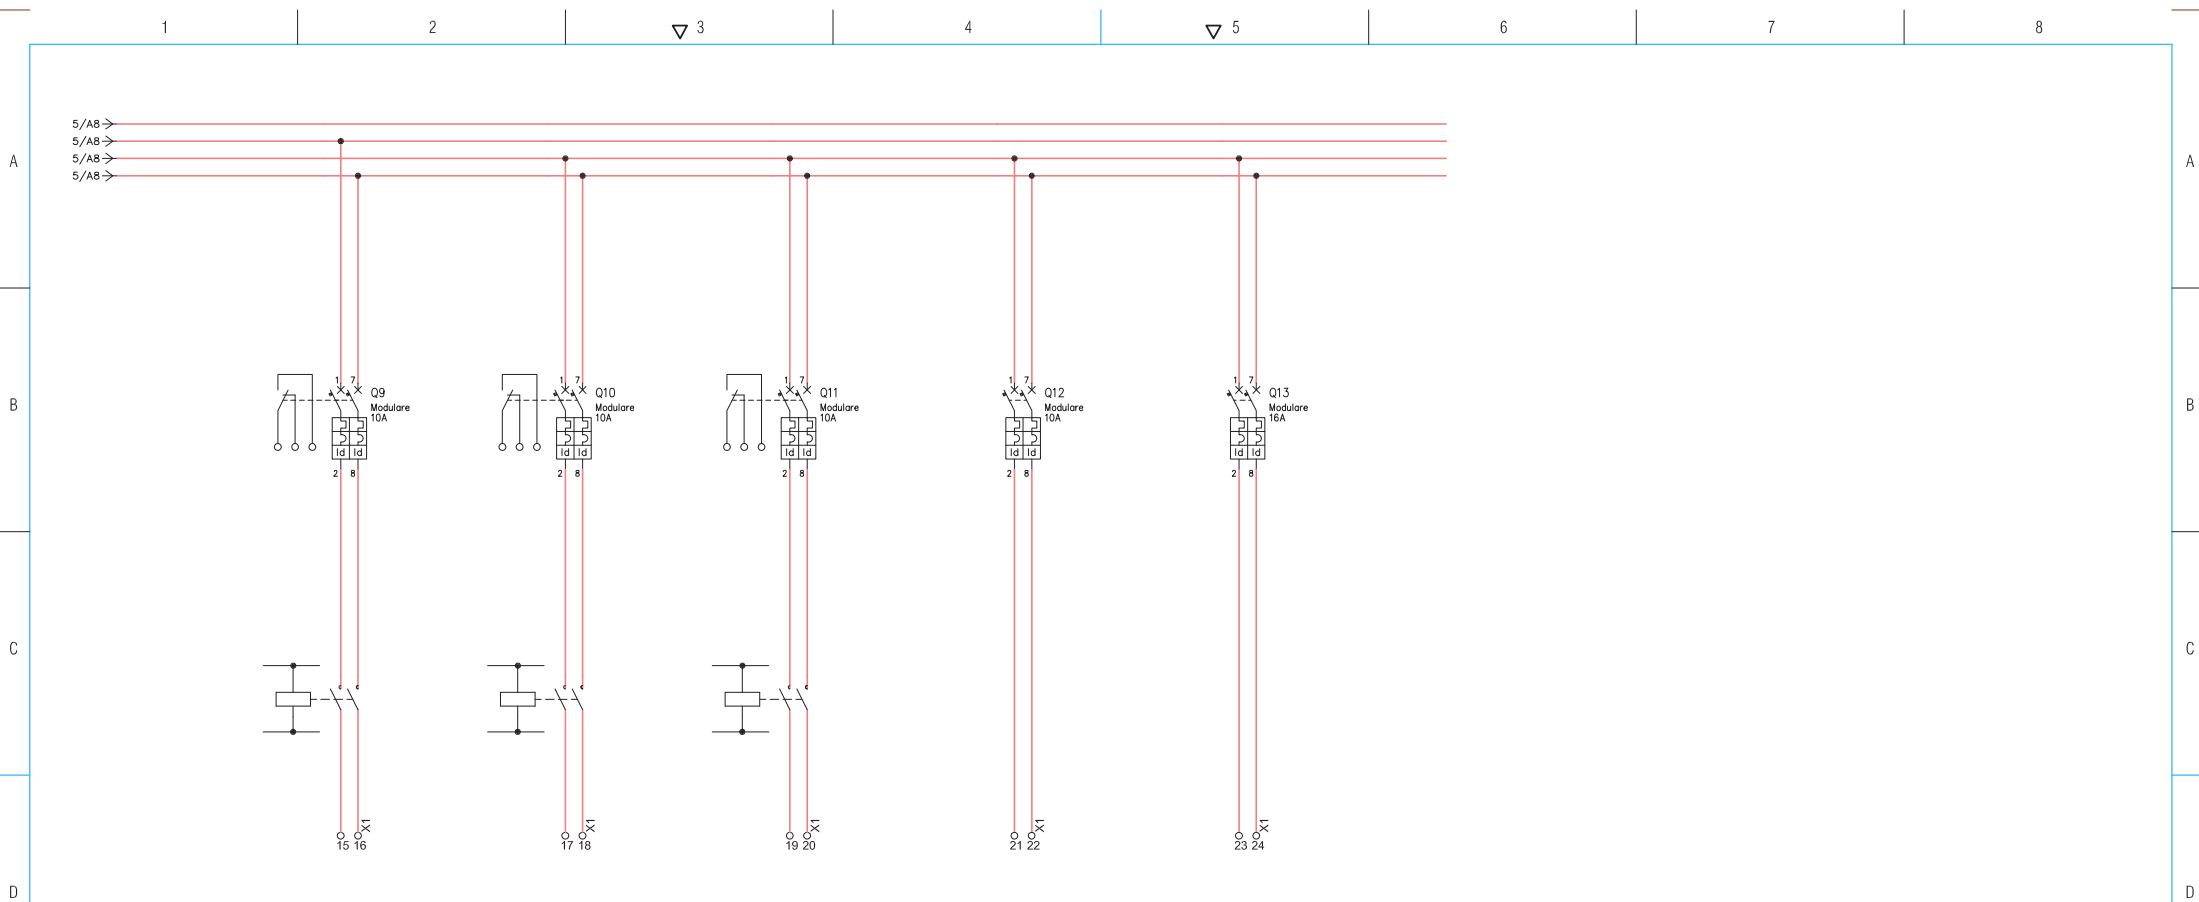 1 2 3 4 5 6 7 8
5/A8
5/A8
5/A8
5/A8
A A
1 7 Q9 1 7 Q10 1 7 Q11 1 7 Q12 1 7 Q13
B Modulare Modulare Modulare Modulare Modulare B
10A 10A 10A 10A 16A
Id Id Id Id Id Id Id Id Id Id
2 8 2 8 2 8 2 8 2 8
C C
X1 X1 X1 X1 X1
15 16 17 18 19 20 21 22 23 24
D D